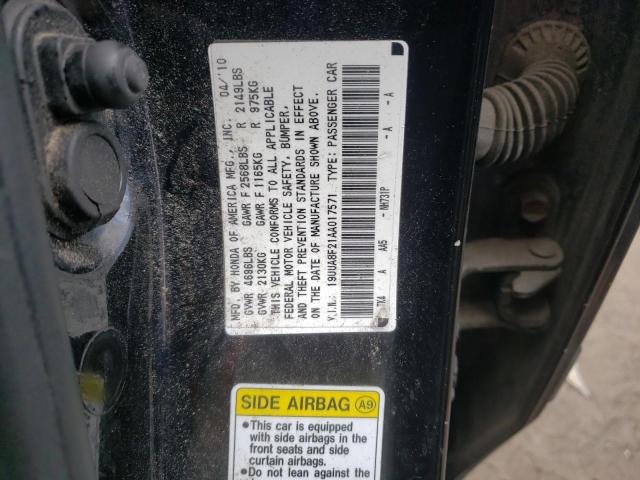 MFD. BY HONDA OF AMERICA MFG., INC. 04/'10
GVWR 4696LBS GAWR F 2568LBS R 2149LBS
GVWR 2130KG GAWR F 1165KG R 975KG
THIS VEHICLE CONFORMS TO ALL APPLICABLE
FEDERAL MOTOR VEHICLE SAFETY, BUMPER,
AND THEFT PREVENTION STANDARDS IN EFFECT
ON THE DATE OF MANUFACTURE SHOWN ABOVE.
V.I.N. 19UUA8F21AA017571 TYPE: PASSENGER CAR
TK4 A AA5 - NH731P - A - A
SIDE AIRBAG A9
●This car is equipped
with side airbags in the
front seats and side
curtain airbags.
●Do not lean against the